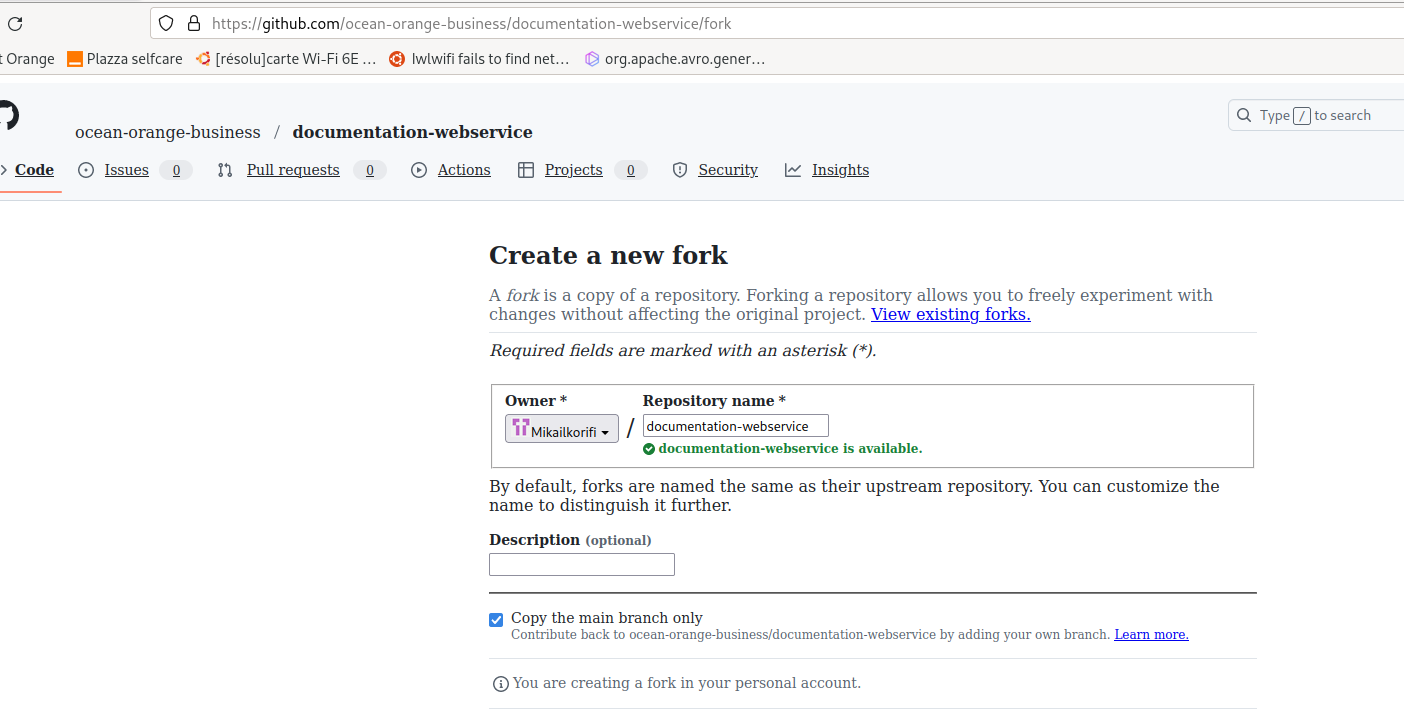 https://github.com/ocean-orange-business/documentation-webservice/fork
t Orange Plazza selfcare [résolu]carte Wi-Fi 6E ... lwlwifi fails to find net... org.apache.avro.gener...
ocean-orange-business / documentation-webservice
Type / to search
Code Issues 0 Pull requests 0 Actions Projects 0 Security Insights
Create a new fork
A fork is a copy of a repository. Forking a repository allows you to freely experiment with
changes without affecting the original project. View existing forks.
Required fields are marked with an asterisk (*).
Owner * Repository name *
Mikailkorifi / documentation-webservice
documentation-webservice is available.
By default, forks are named the same as their upstream repository. You can customize the
name to distinguish it further.
Description (optional)
Copy the main branch only
Contribute back to ocean-orange-business/documentation-webservice by adding your own branch. Learn more.
You are creating a fork in your personal account.